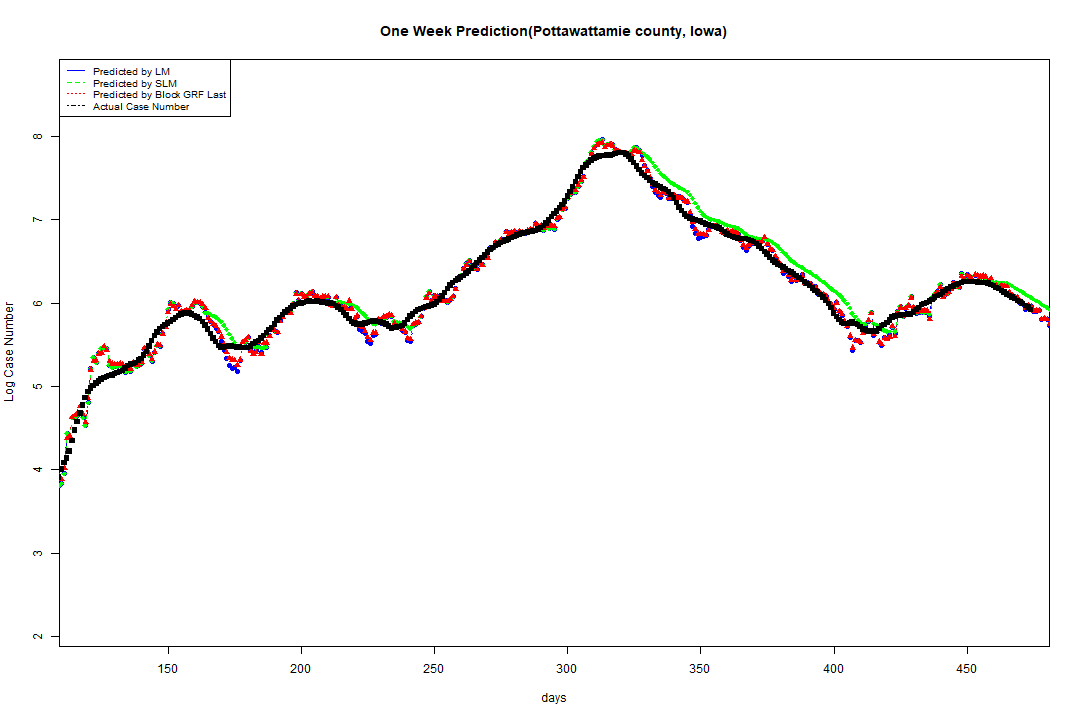 One Week Prediction(Pottawattamie county, Iowa)
Predicted by LM
Predicted by SLM
Predicted by Block GRF Last
Actual Case Number
8
7
6
5
4
3
2
Log Case Number
150 200 250 300 350 400 450
days